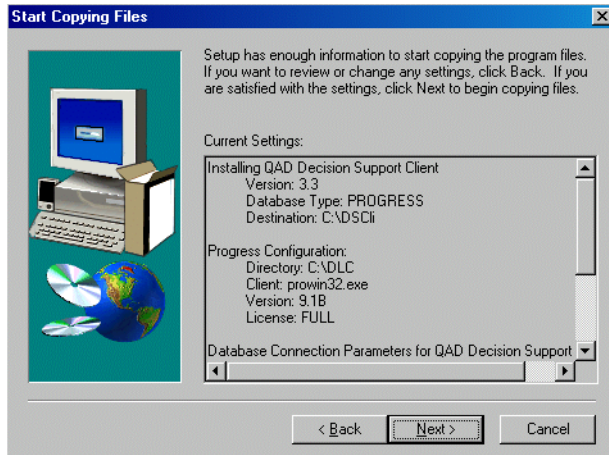 Start Copying Files
Setup has enough information to start copying the program files.
If you want to review or change any settings, click Back. If you
are satisfied with the settings, click Next to begin copying files.
Current Settings:
Installing QAD Decision Support Client
Version: 3.3
Database Type: PROGRESS
Destination: C:\DSCli
Progress Configuration:
Directory: C:\DLC
Client: prowin32.exe
Version: 9.1B
License: FULL
Database Connection Parameters for QAD Decision Support
< Back
Next >
Cancel